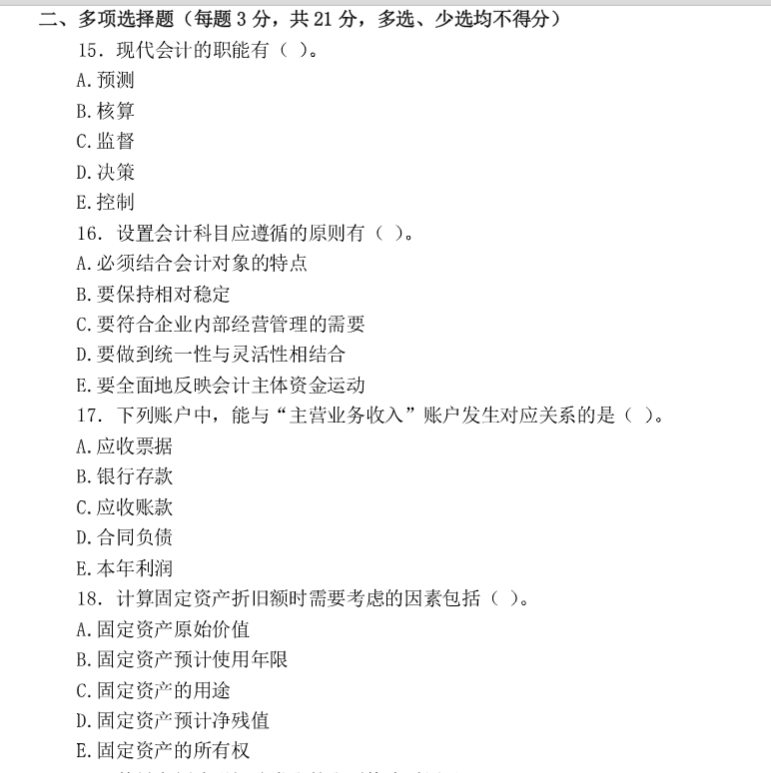 二、多项选择题（每题 3 分，共 21 分，多选、少选均不得分）
15．现代会计的职能有（ ）。
A. 预测
B. 核算
C. 监督
D. 决策
E. 控制
16．设置会计科目应遵循的原则有（ ）。
A. 必须结合会计对象的特点
B. 要保持相对稳定
C. 要符合企业内部经营管理的需要
D. 要做到统一性与灵活性相结合
E. 要全面地反映会计主体资金运动
17．下列账户中，能与“主营业务收入”账户发生对应关系的是（ ）。
A. 应收票据
B. 银行存款
C. 应收账款
D. 合同负债
E. 本年利润
18．计算固定资产折旧额时需要考虑的因素包括（ ）。
A. 固定资产原始价值
B. 固定资产预计使用年限
C. 固定资产的用途
D. 固定资产预计净残值
E. 固定资产的所有权